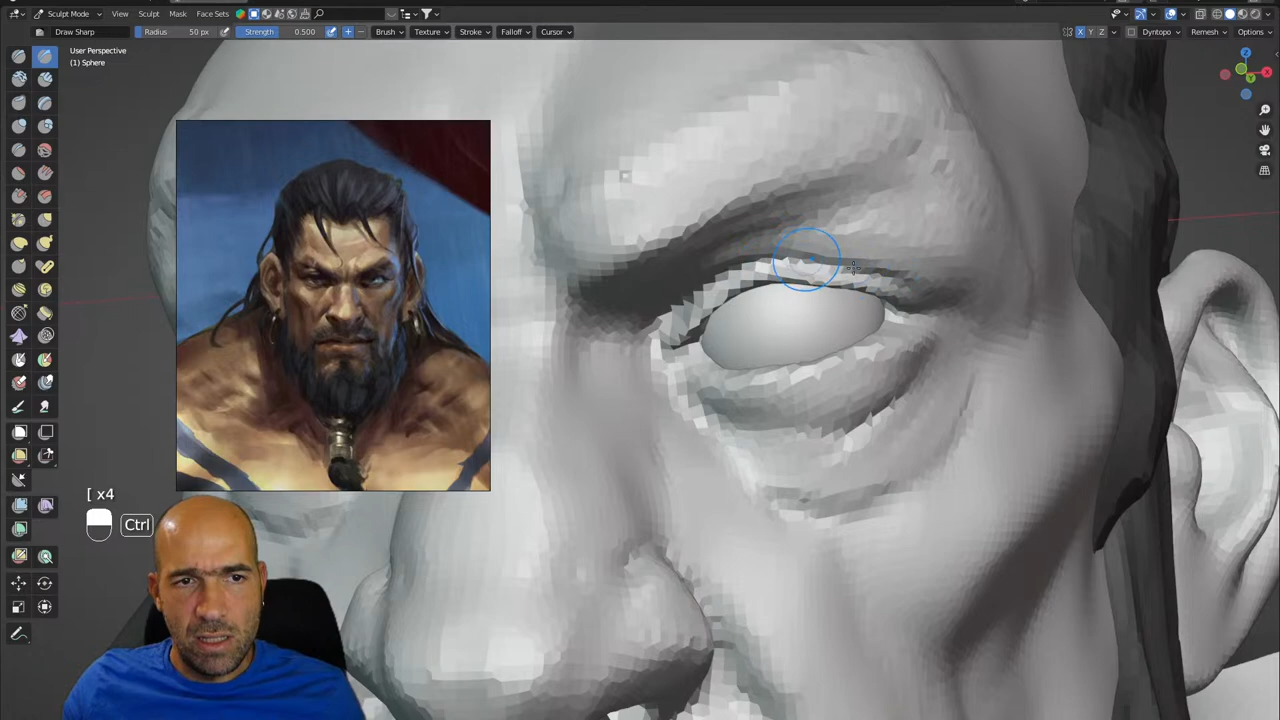 Sculpt Mode View Sculpt Mask Face Sets
Draw Sharp Radius 50 px Strength 0.500 Brush Texture Stroke Falloff Cursor X Y Z Dyntopo Remesh Options
User Perspective
(1) Sphere
Z
X
Y
[ x4
Ctrl